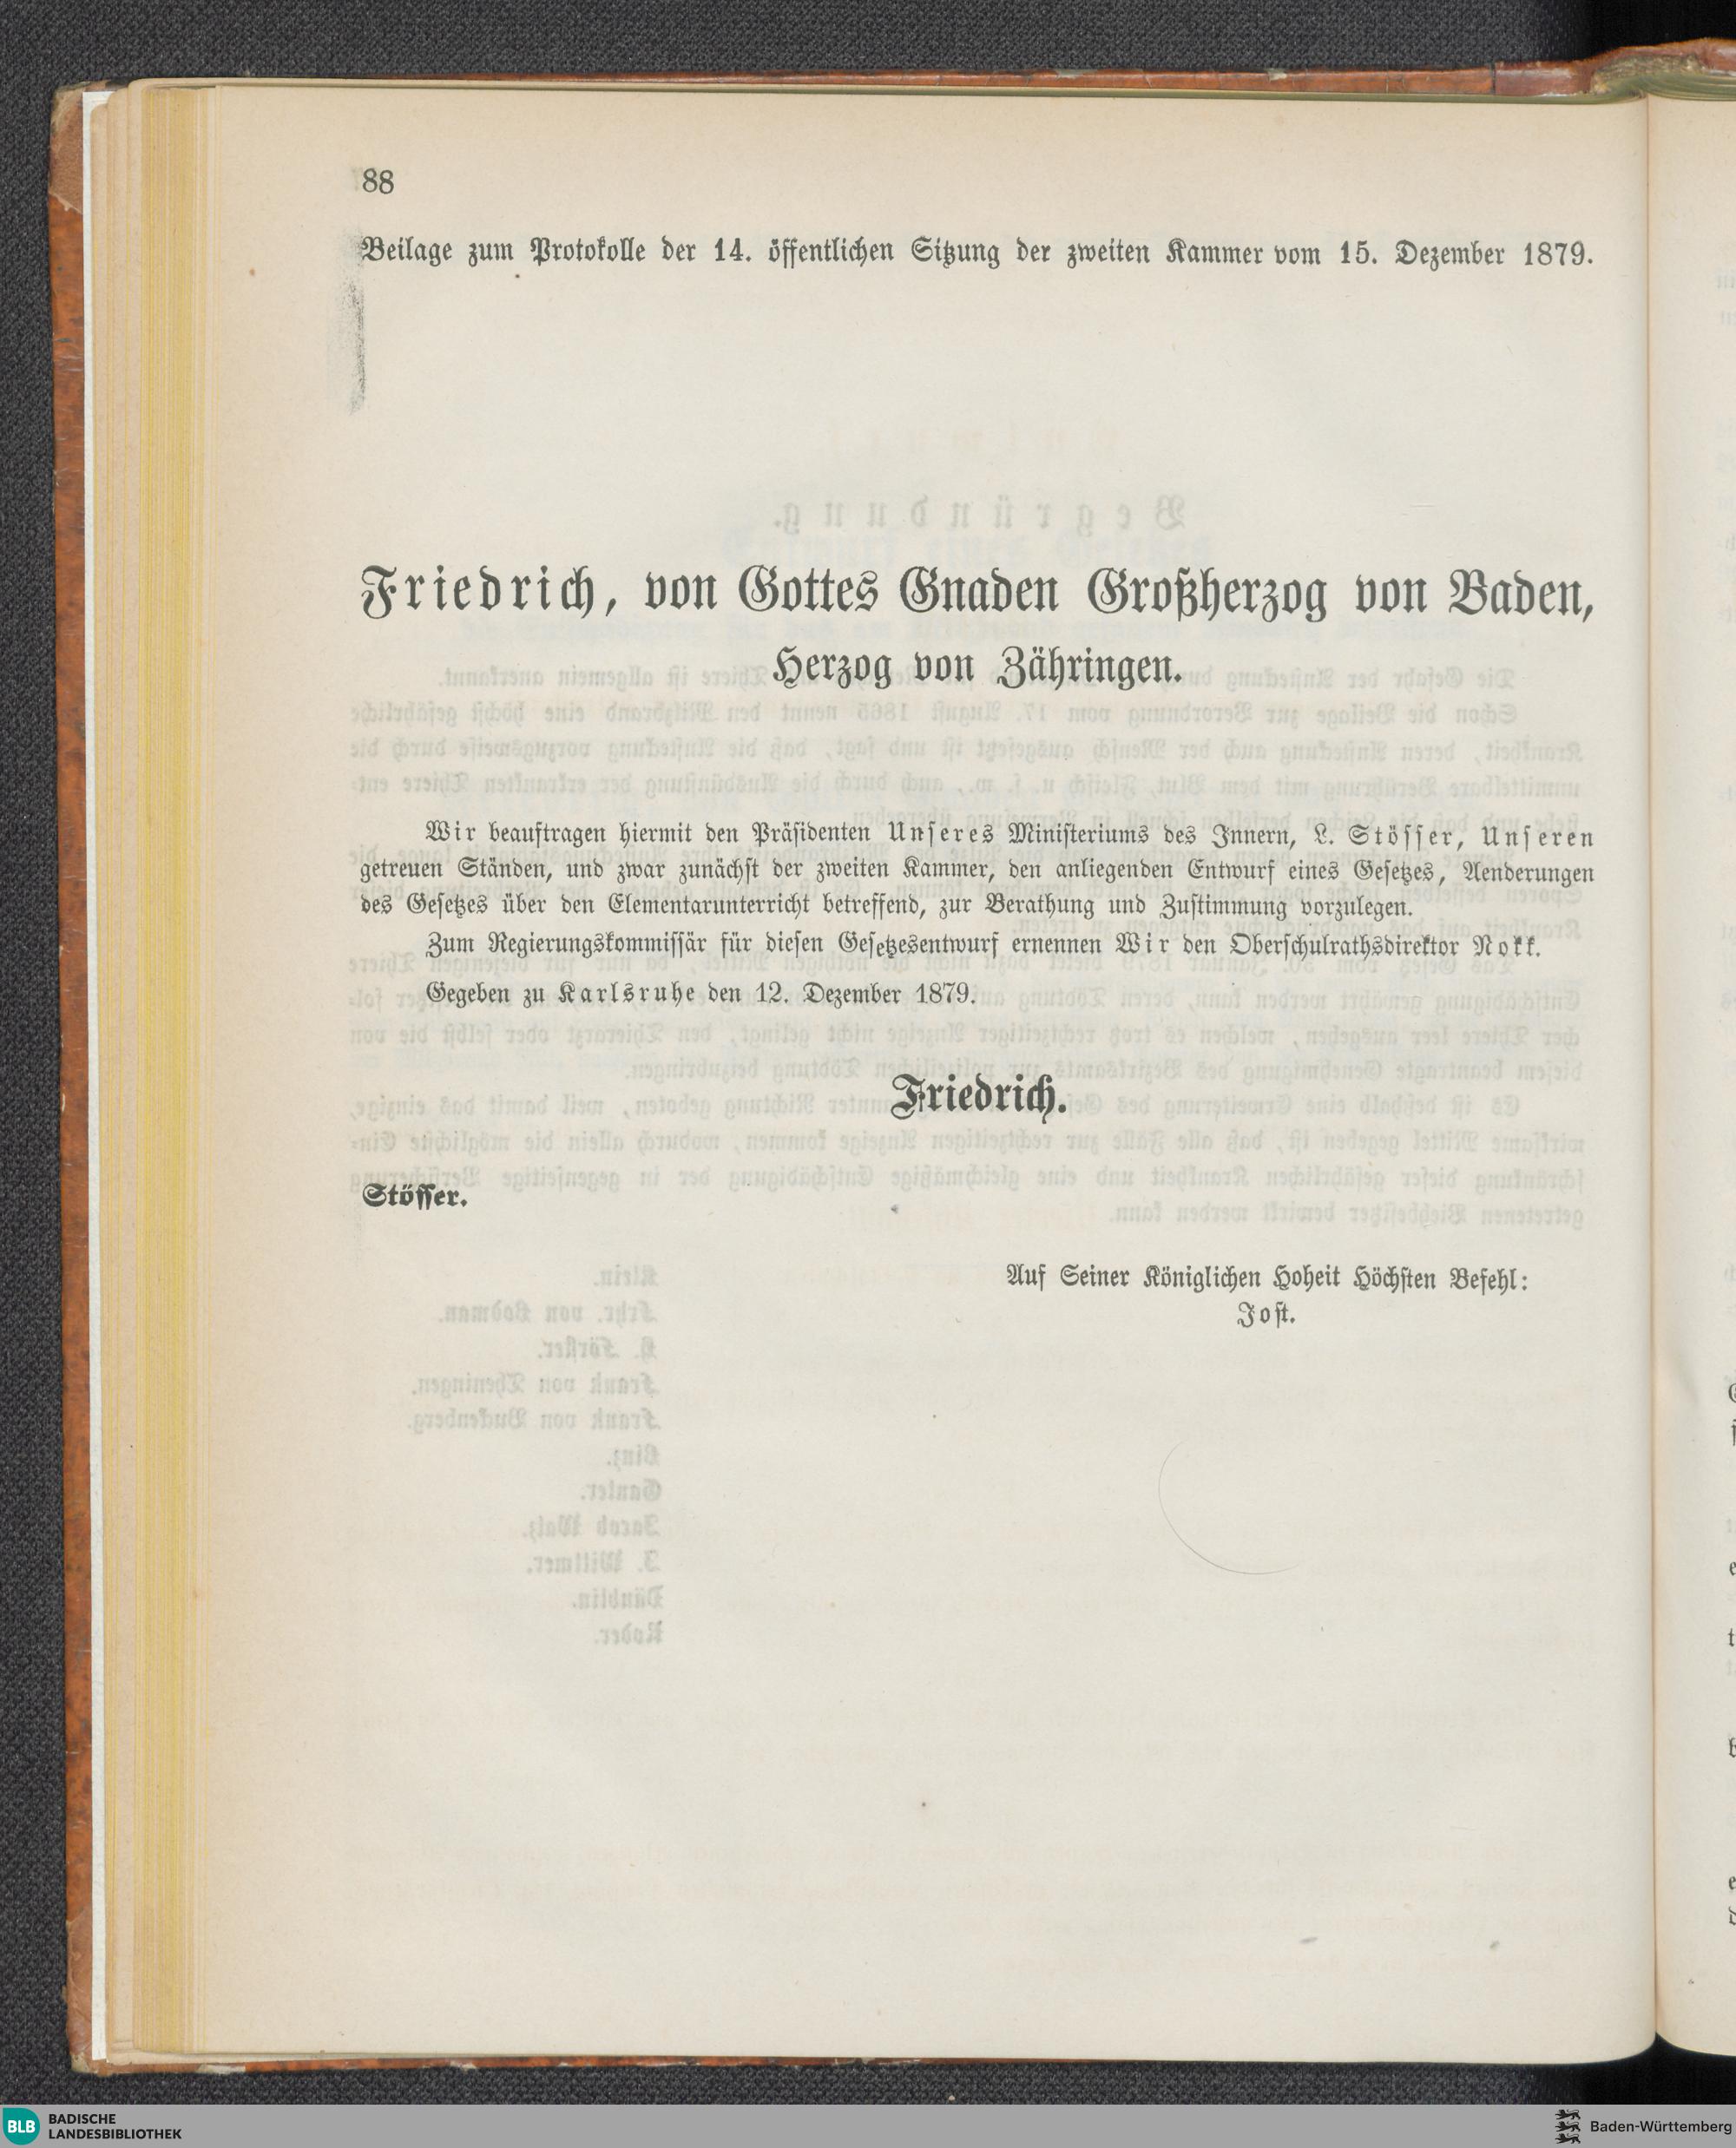 88
Beilage zum Protokolle der 14. öffentlichen Sitzung der zweiten Kammer vom 15. Dezember 1879.
Friedrich, von Gottes Gnaden Großherzog von Baden,
Herzog von Zähringen.
Wir beauftragen hiermit den Präsidenten Unseres Ministeriums des Innern, L. Stösser, Unseren
getreuen Ständen, und zwar zunächst der zweiten Kammer, den anliegenden Entwurf eines Gesetzes, Aenderungen
des Gesetzes über den Elementarunterricht betreffend, zur Berathung und Zustimmung vorzulegen.
Zum Regierungskommissär für diesen Gesetzesentwurf ernennen Wir den Oberschulrathsdirektor Nokk.
Gegeben zu Karlsruhe den 12. Dezember 1879.
Friedrich.
Stösser.
Auf Seiner Königlichen Hoheit Höchsten Befehl:
Jost.
BLB BADISCHE
LANDESBIBLIOTHEK
Baden-Württemberg